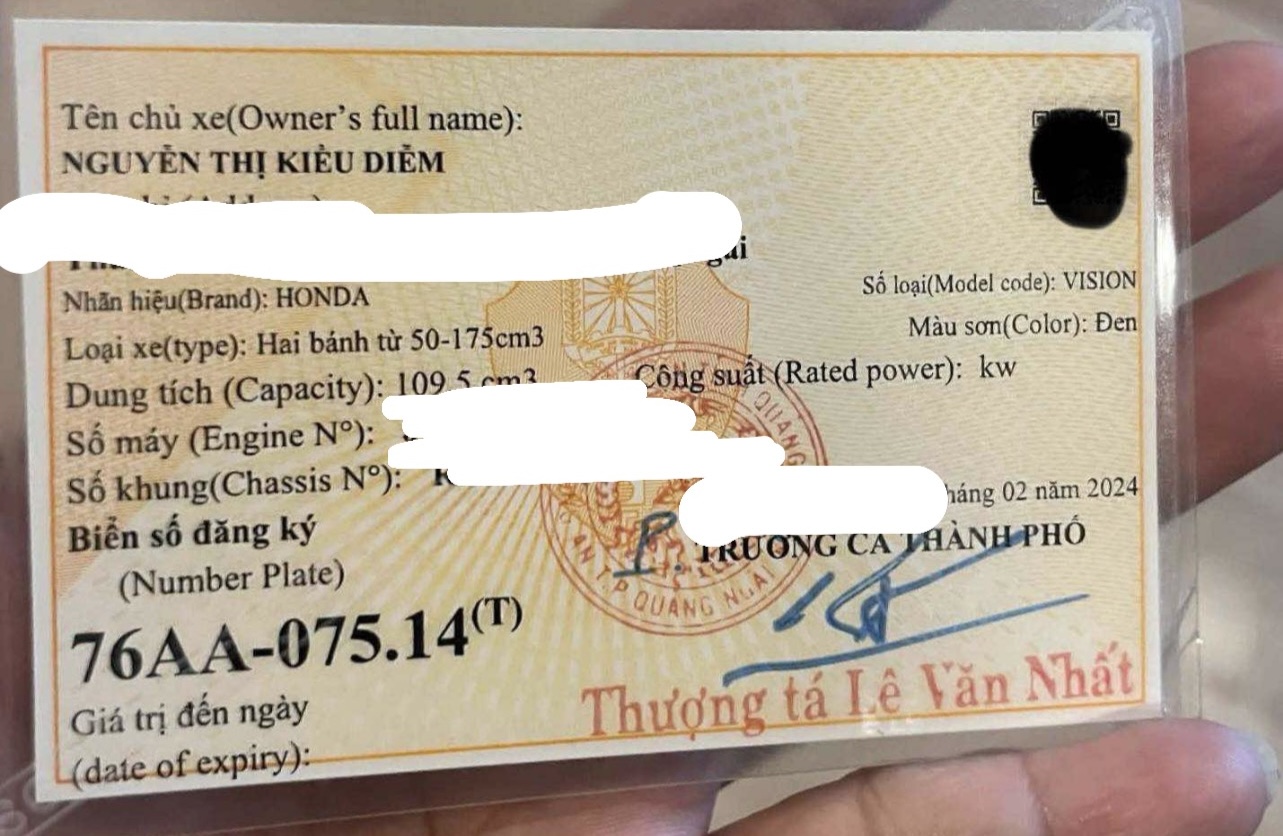 Tên chủ xe(Owner's full name):
NGUYỄN THỊ KIỀU DIỄM
Nhãn hiệu(Brand): HONDA
Số loại(Model code): VISION
Loại xe(type): Hai bánh từ 50-175cm3
Màu sơn(Color): Đen
Dung tích (Capacity): 109.5 cm3
Công suất (Rated power): kw
Số máy (Engine N°):
Số khung(Chassis N°):
02 năm 2024
Biển số đăng ký
(Number Plate)
TRƯỞNG CA THÀNH PHỐ
T.P QUẢNG NGÃI
76AA-075.14(T)
Thượng tá Lê Văn Nhất
Giá trị đến ngày
(date of expiry):